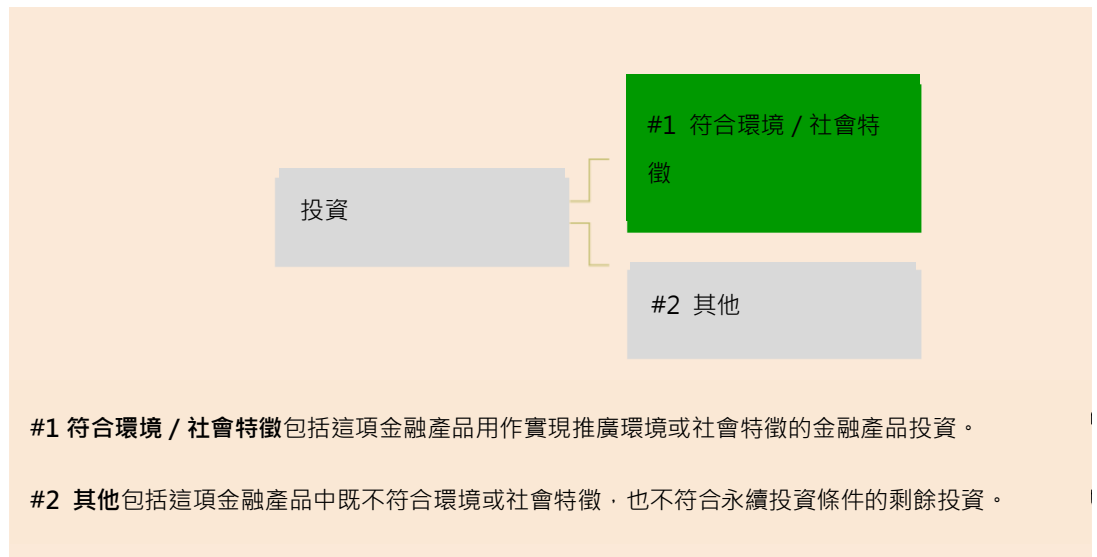 #1 符合環境 / 社會特
徵
投資
#2 其他
#1 符合環境 / 社會特徵包括這項金融產品用作實現推廣環境或社會特徵的金融產品投資。
#2 其他包括這項金融產品中既不符合環境或社會特徵，也不符合永續投資條件的剩餘投資。